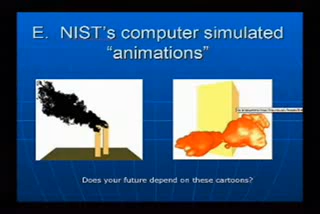 E. NIST's computer simulated
"animations"
Does your future depend on these cartoons?